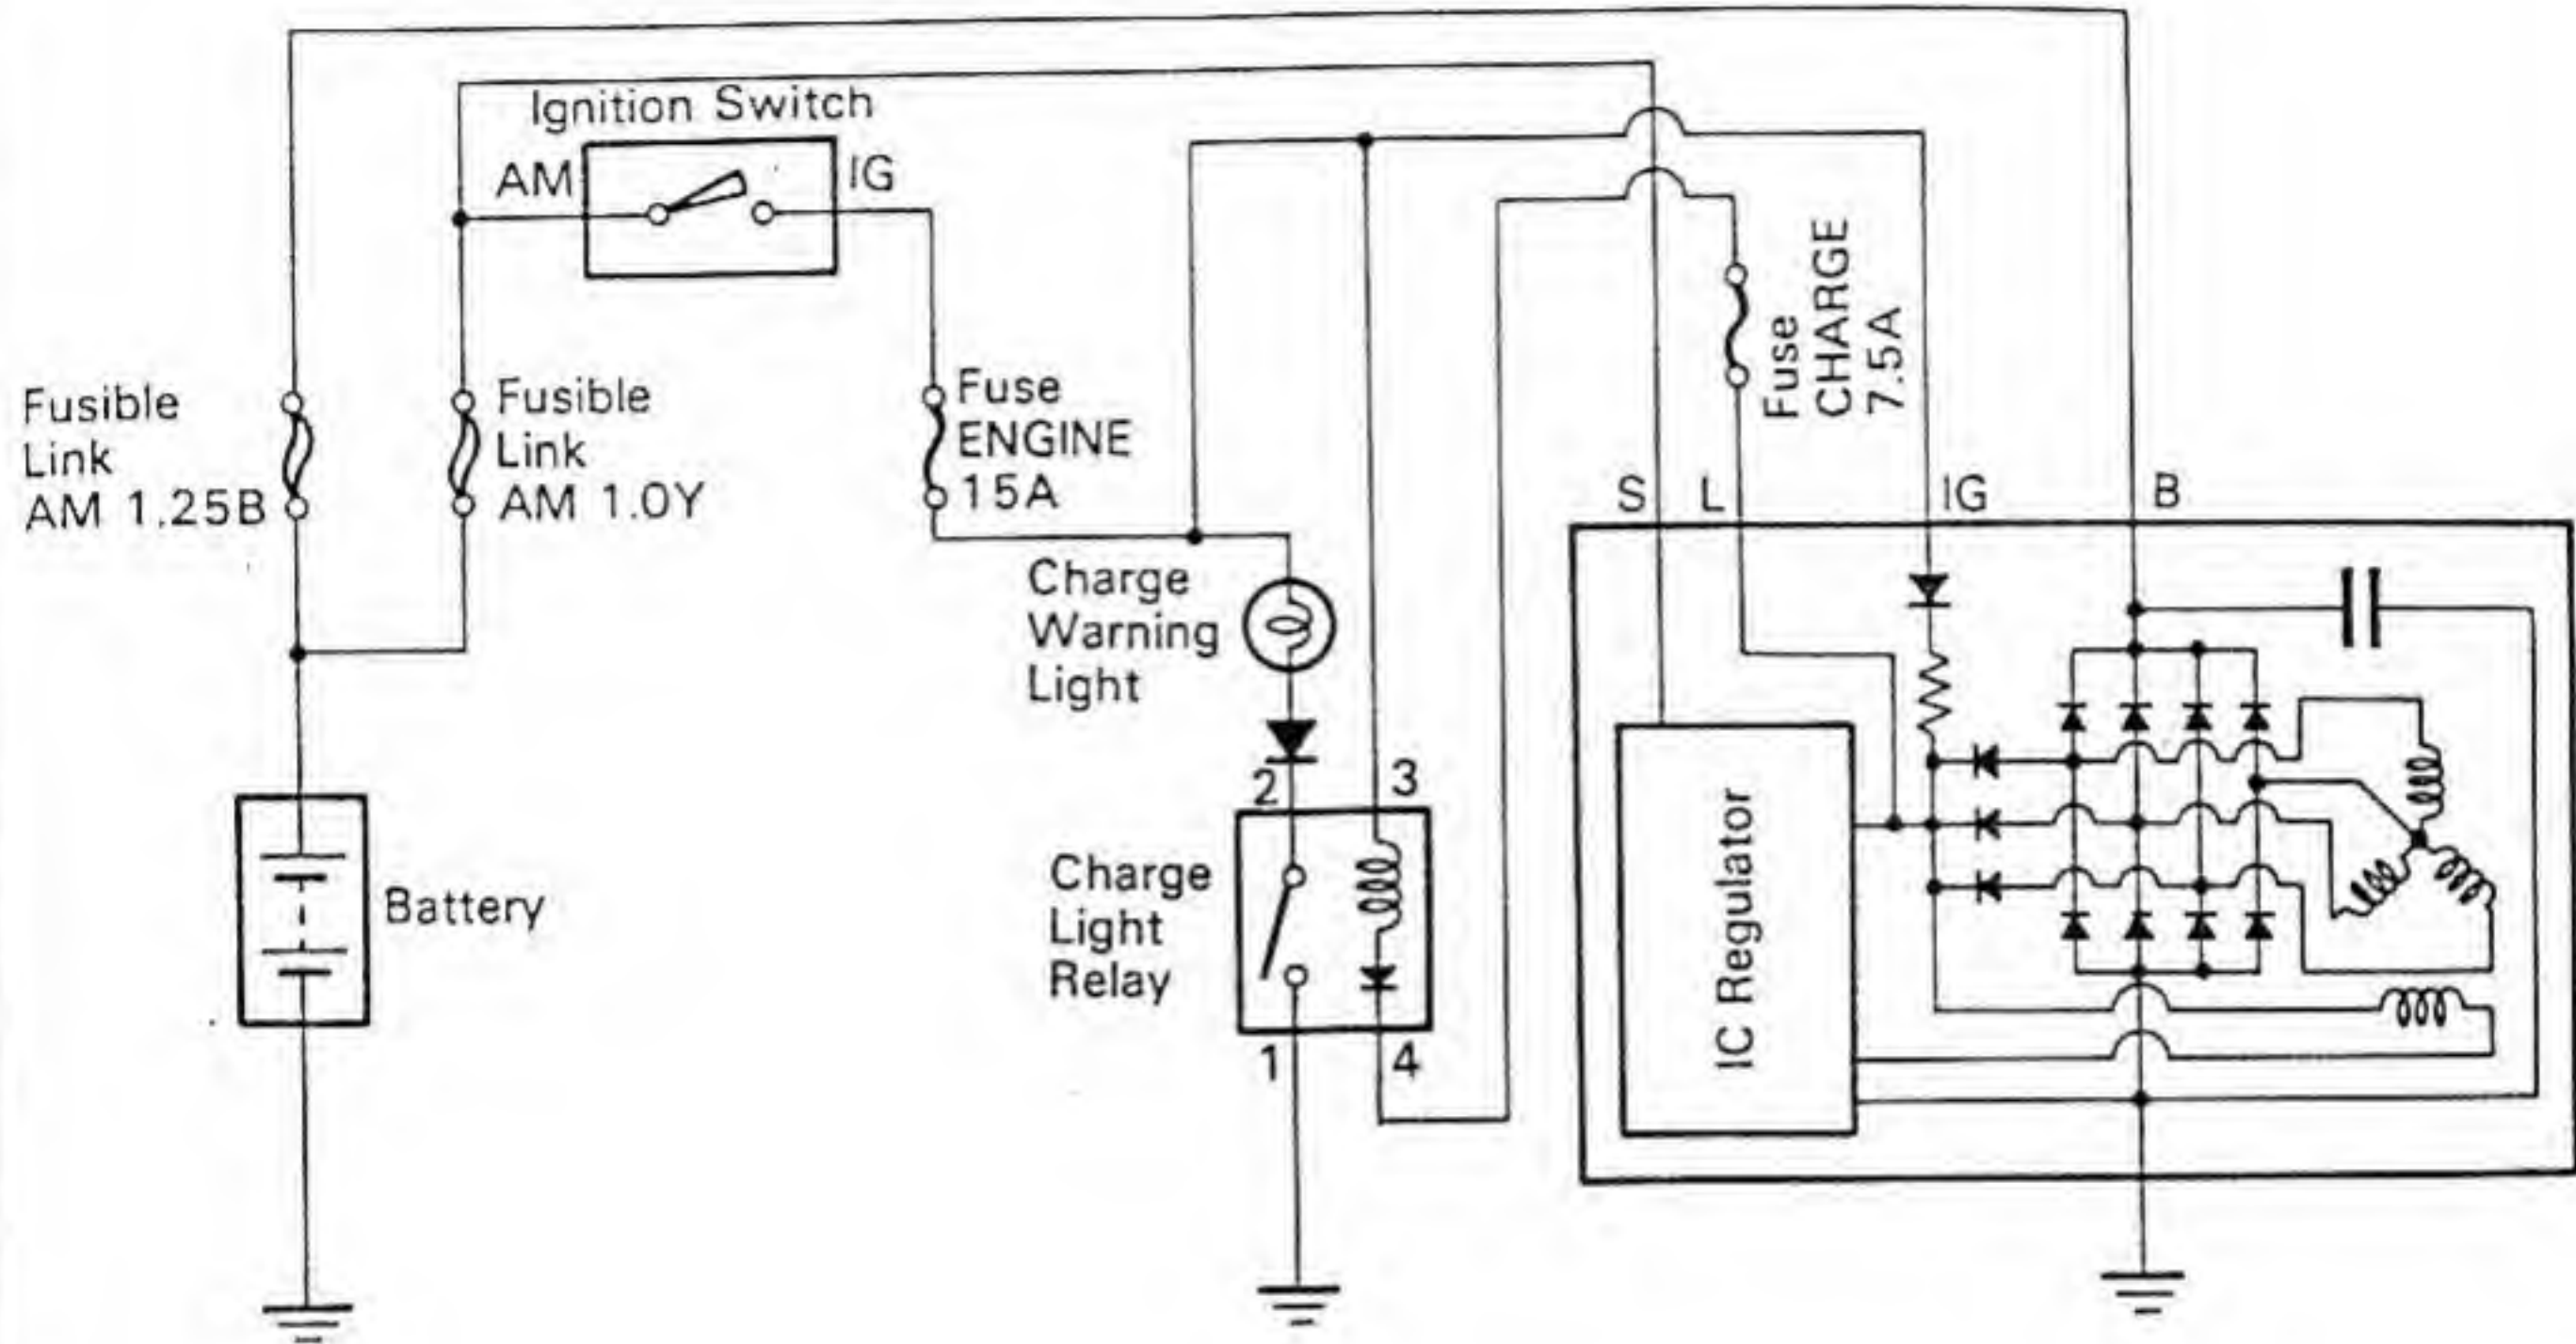 Ignition Switch
AM
IG
Fusible
Link
AM 1.25B
Fusible
Link
AM 1.0Y
Fuse
ENGINE
15A
Fuse
CHARGE
7.5A
S
L
IG
B
Charge
Warning
Light
2
3
Charge
Light
Relay
1
4
Battery
IC Regulator